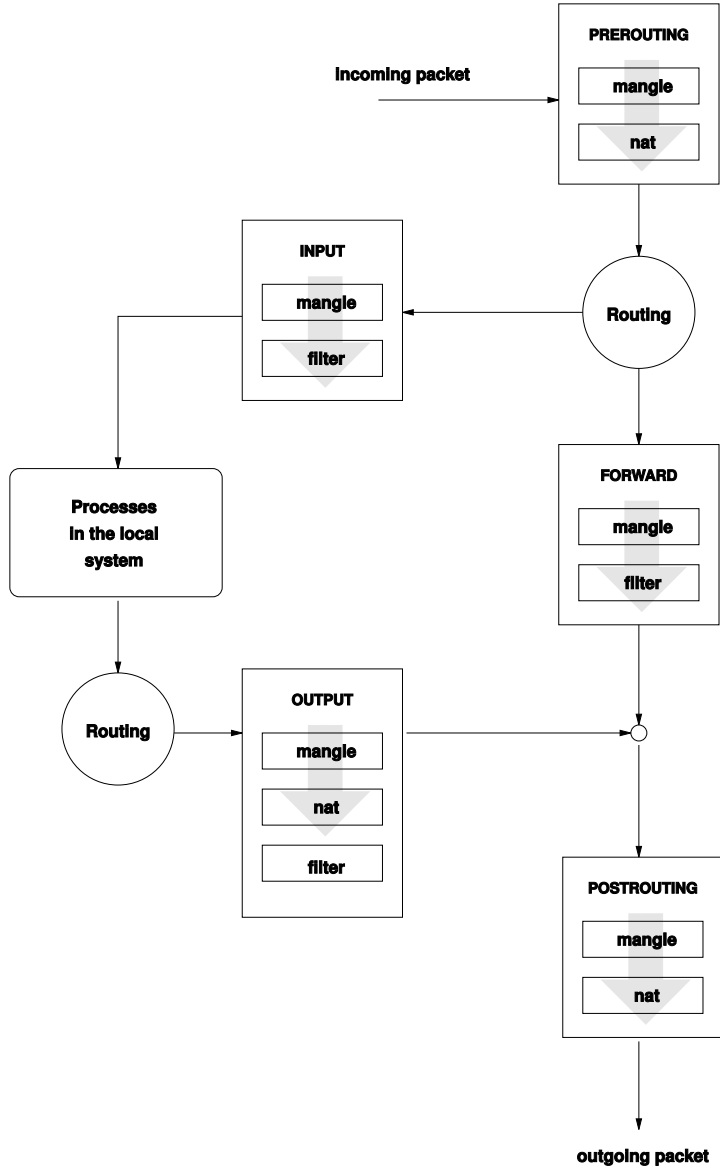 PREROUTING
Incoming packet
mangle
nat
INPUT
mangle
filter
Routing
Processes
in the local
system
FORWARD
mangle
filter
Routing
OUTPUT
mangle
nat
filter
POSTROUTING
mangle
nat
outgoing packet